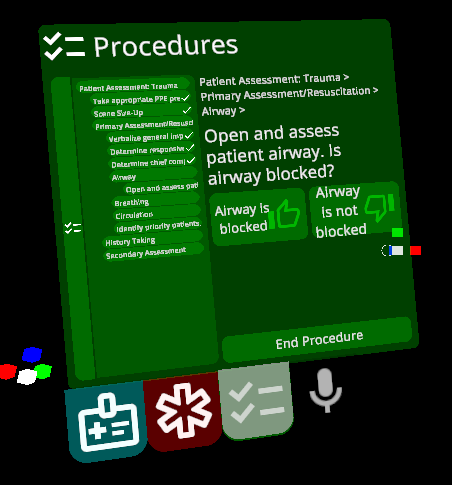 Procedures
Patient Assessment: Trauma
Take appropriate PPE pre
Scene Size-Up
Primary Assessment/Resusci
Verbalize general imp
Determine responsive
Determine chief comp
Airway
Open and assess pati
Breathing
Circulation
Identify priority patients
History Taking
Secondary Assessment
Patient Assessment: Trauma >
Primary Assessment/Resuscitation >
Airway >
Open and assess
patient airway. Is
airway blocked?
Airway is
blocked
Airway
is not
blocked
End Procedure